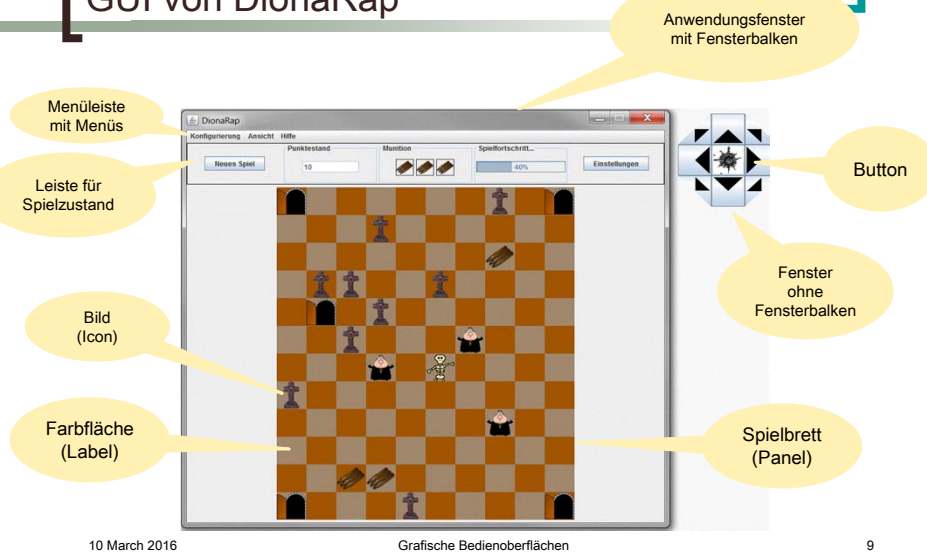 GUI von DionaRap
Anwendungsfenster
mit Fensterbalken
Menüleiste
mit Menüs
DionaRap
Konfigurierung Ansicht Hilfe
Punktestand
Munition
Spielfortschritt...
Neues Spiel
10
40%
Einstellungen
Leiste für
Spielzustand
Button
Fenster
ohne
Fensterbalken
Bild
(Icon)
Farbfläche
(Label)
Spielbrett
(Panel)
10 March 2016
Grafische Bedienoberflächen
9